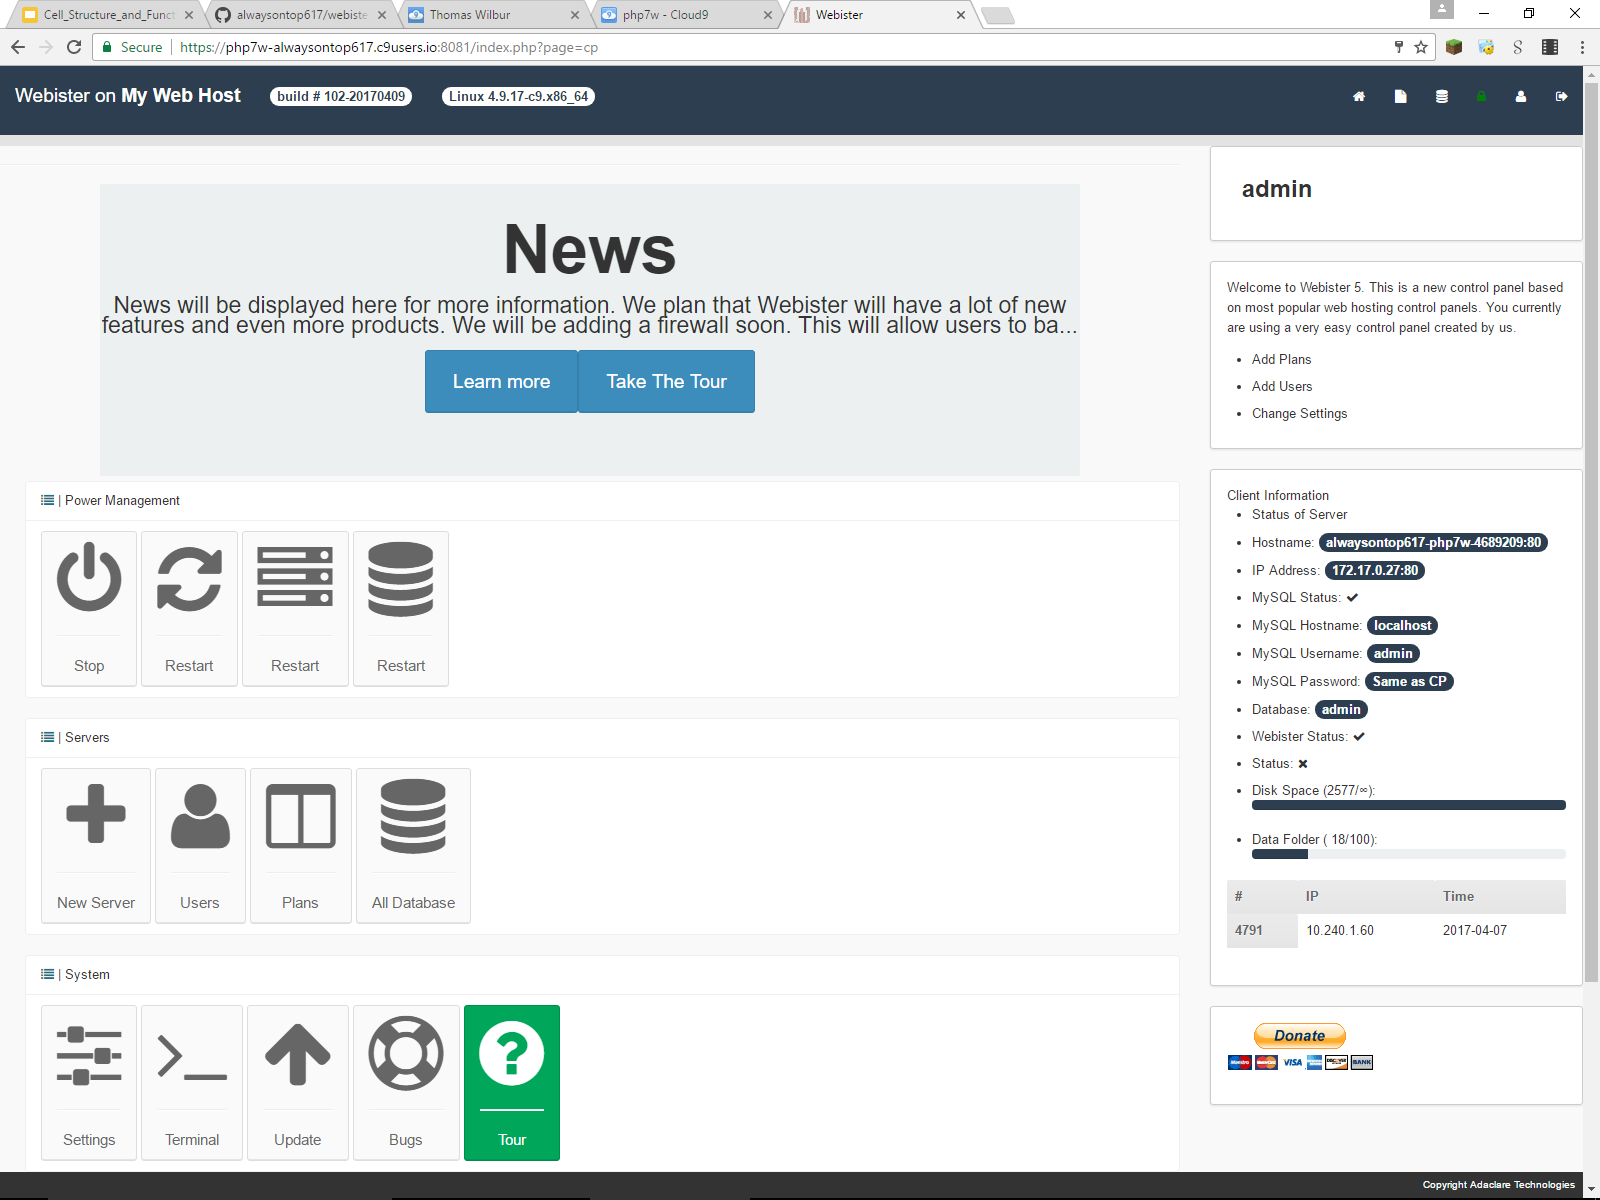 Cell_Structure_and_Funct
alwaysontop617/webiste
Thomas Wilbur
php7w - Cloud9
Webister
Secure
https://php7w-alwaysontop617.c9users.io:8081/index.php?page=cp
Webister on My Web Host
build # 102-20170409
Linux 4.9.17-c9.x86_64
News
News will be displayed here for more information. We plan that Webister will have a lot of new
features and even more products. We will be adding a firewall soon. This will allow users to ba...
Learn more
Take The Tour
| Power Management
Stop
Restart
Restart
Restart
| Servers
New Server
Users
Plans
All Database
| System
Settings
Terminal
Update
Bugs
Tour
admin
Welcome to Webister 5. This is a new control panel based
on most popular web hosting control panels. You currently
are using a very easy control panel created by us.
Add Plans
Add Users
Change Settings
Client Information
Status of Server
Hostname: alwaysontop617-php7w-4689209:80
IP Address: 172.17.0.27:80
MySQL Status: ✔
MySQL Hostname: localhost
MySQL Username: admin
MySQL Password: Same as CP
Database: admin
Webister Status: ✔
Status: ✖
Disk Space (2577/∞):
Data Folder ( 18/100):
# IP Time
4791 10.240.1.60 2017-04-07
Donate
VISA
BANK
Copyright Adaclare Technologies